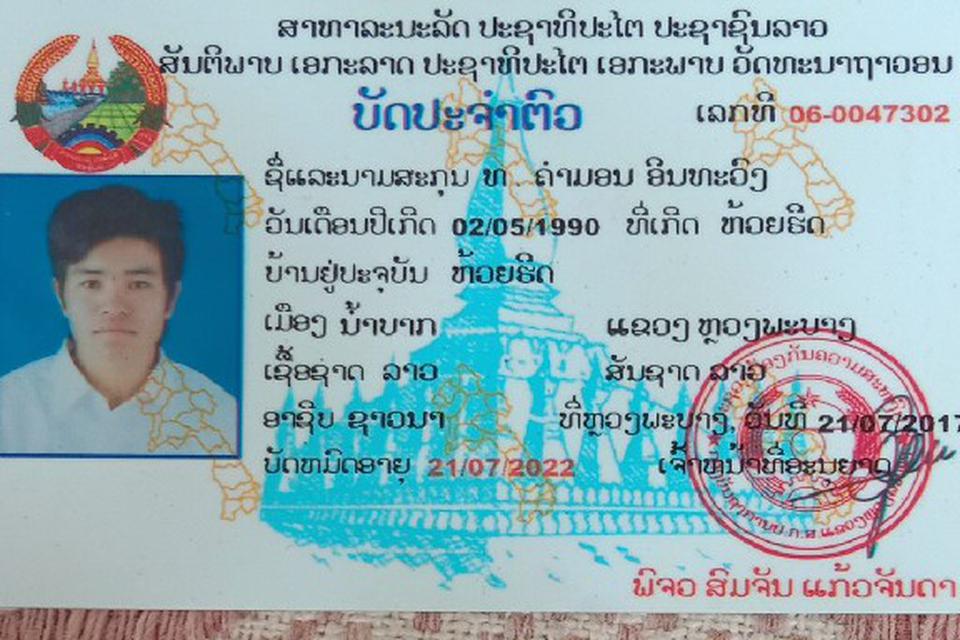 ສາທາລະນະລັດ ປະຊາທິປະໄຕ ປະຊາຊົນລາວ
ສັນຕິພາບ ເອກະລາດ ປະຊາທິປະໄຕ ເອກະພາບ ວັດທະນາຖາວອນ
ບັດປະຈຳຕົວ ເລກທີ 06-0047302
ຊື່ແລະນາມສະກຸນ ທ ຄຳມອນ ອິນທະວົງ
ວັນເດືອນປີເກີດ 02/05/1990 ທີ່ເກີດ ຫ້ວຍຮີດ
ບ້ານຢູ່ປະຈຸບັນ ຫ້ວຍຮີດ
ເມືອງ ນ້ຳບາກ ແຂວງ ຫຼວງພະບາງ
ເຊື້ອຊາດ ລາວ ສັນຊາດ ລາວ
ອາຊີບ ຊາວນາ ທີ່ຫຼວງພະບາງ, ວັນທີ 21/07/2017
ບັດຫມົດອາຍຸ 21/07/2022 ເຈົ້າຫນ້າທີ່ອະນຸຍາດ
ພິຈວ ສົມຈັນ ແກ້ວຈັນດາ